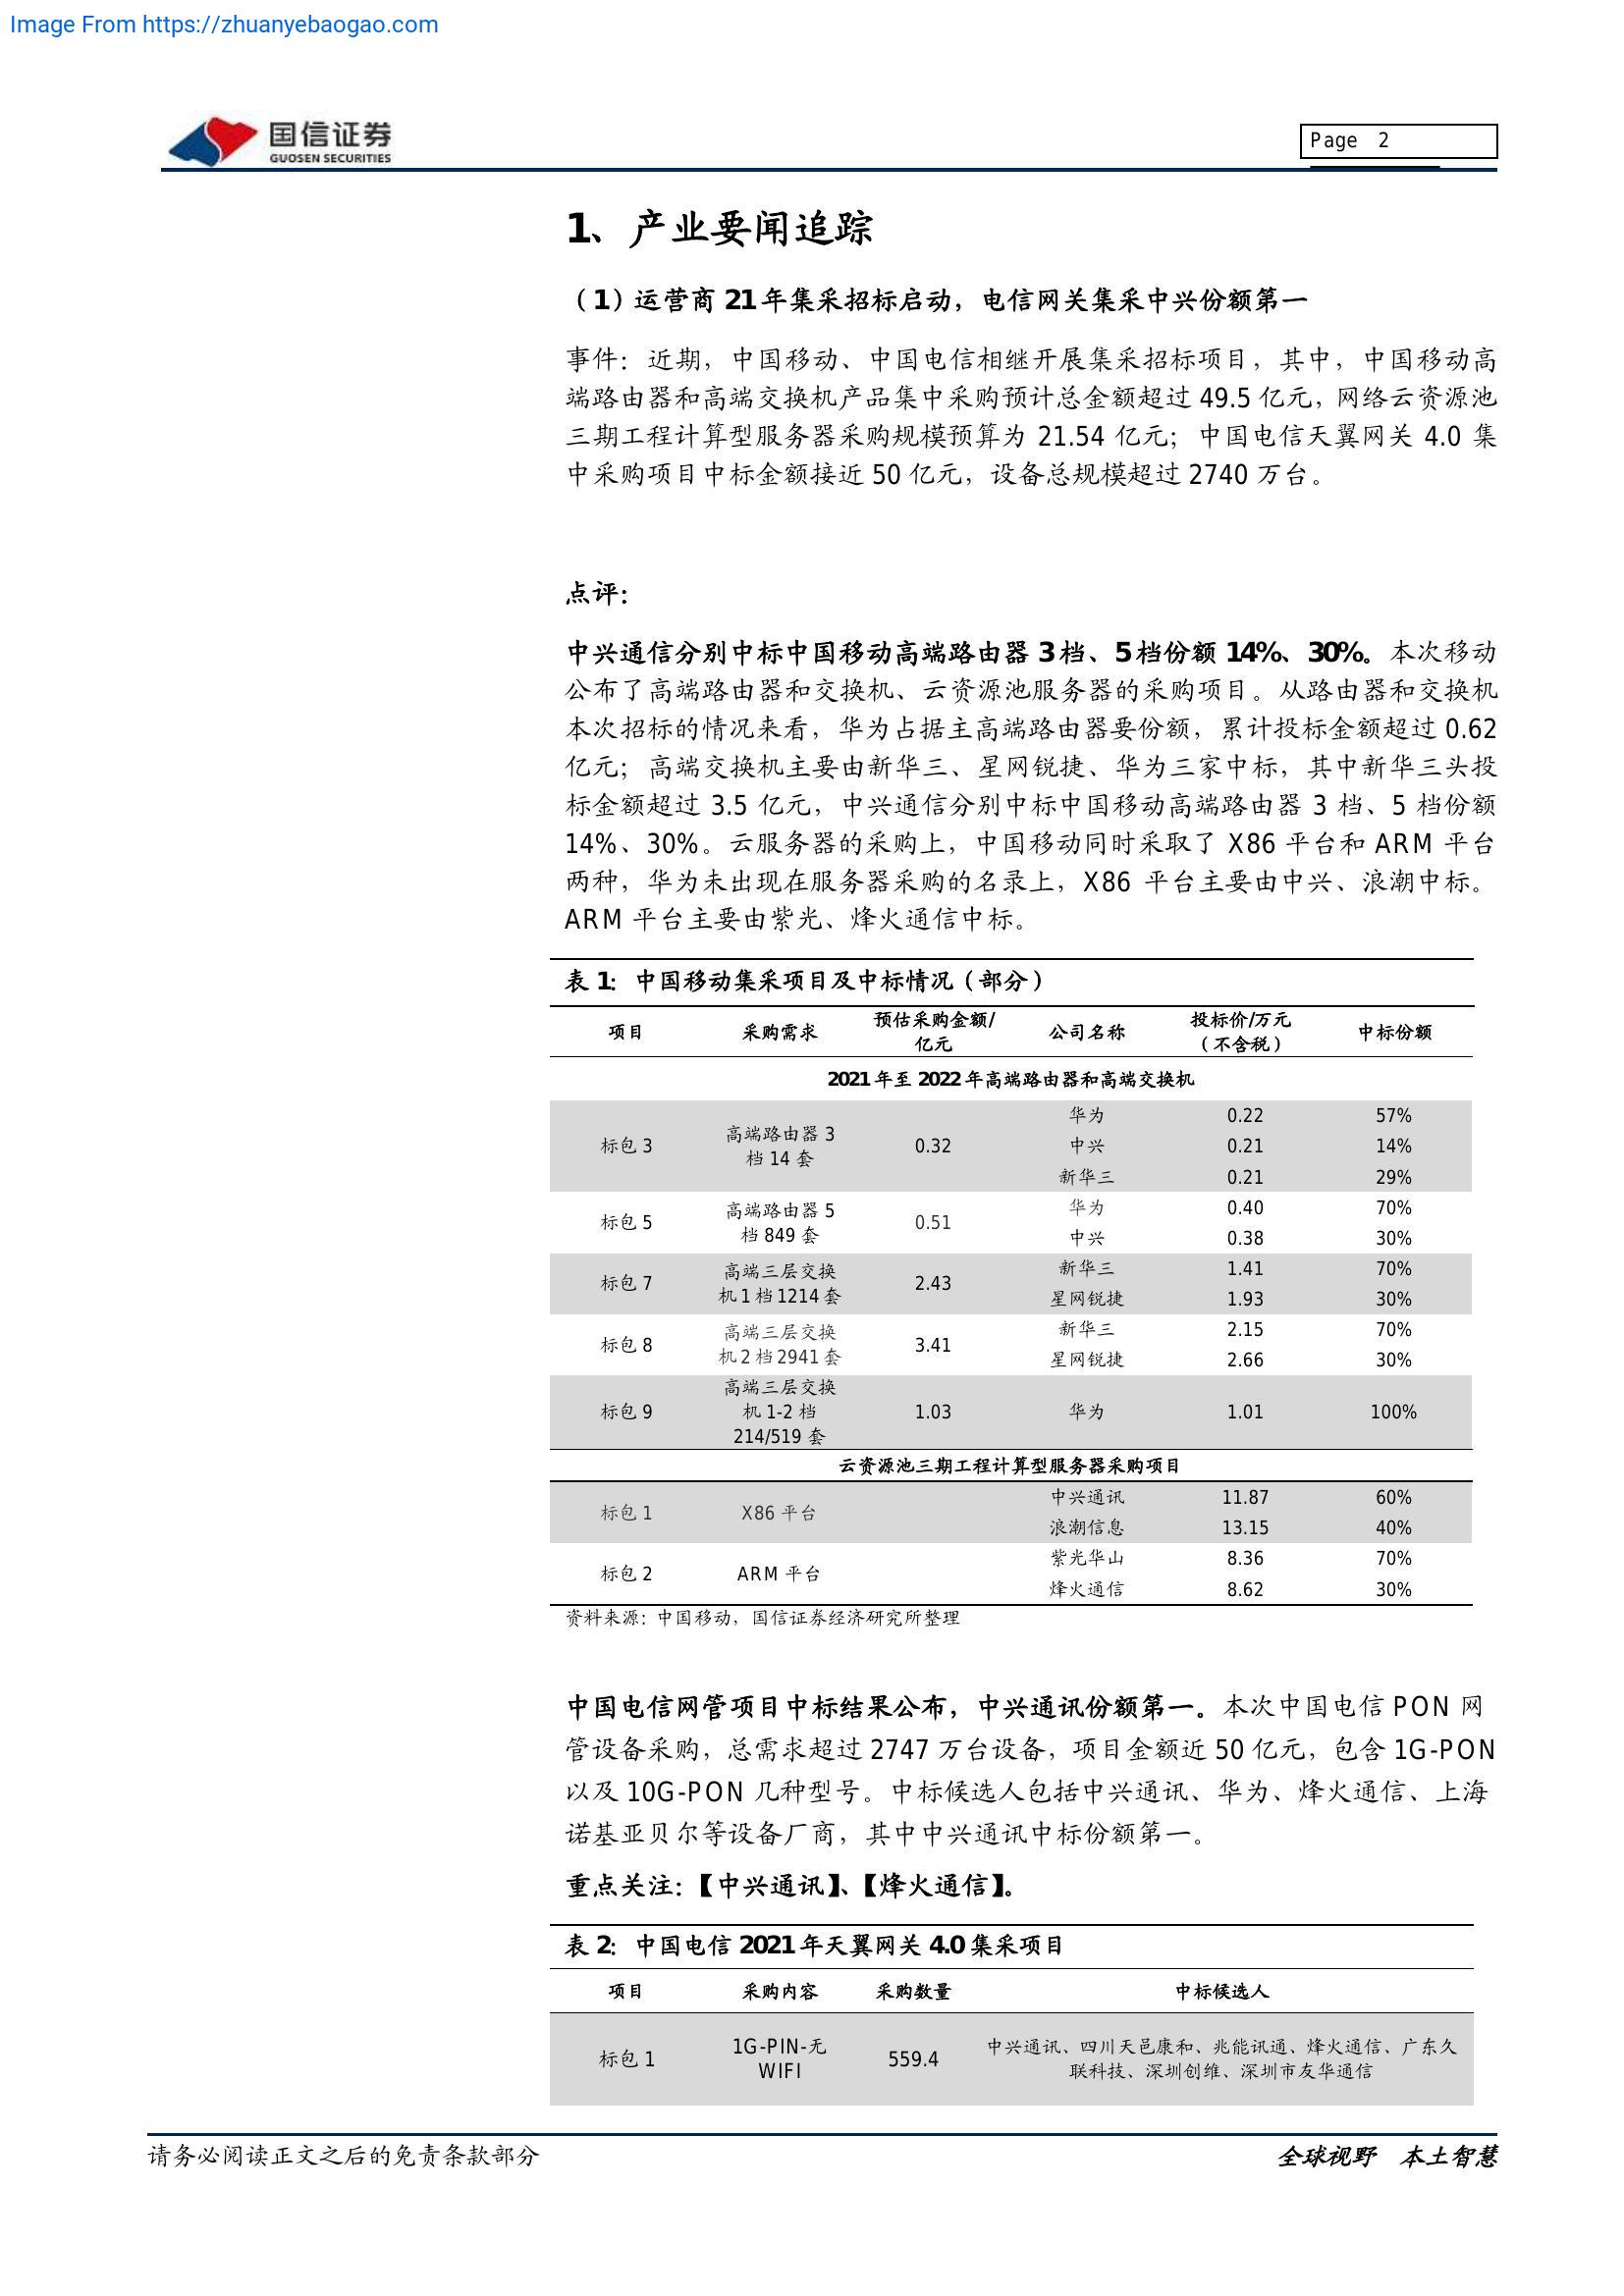 Image From https://zhuanyebaogao.com
国信证券
GUOSEN SECURITIES
Page 2
1、产业要闻追踪
（1）运营商 21 年集采招标启动，电信网关集采中兴份额第一
事件：近期，中国移动、中国电信相继开展集采招标项目，其中，中国移动高
端路由器和高端交换机产品集中采购预计总金额超过 49.5 亿元，网络云资源池
三期工程计算型服务器采购规模预算为 21.54 亿元；中国电信天翼网关 4.0 集
中采购项目中标金额接近 50 亿元，设备总规模超过 2740 万台。
点评：
中兴通信分别中标中国移动高端路由器 3 档、5 档份额 14%、30%。本次移动
公布了高端路由器和交换机、云资源池服务器的采购项目。从路由器和交换机
本次招标的情况来看，华为占据主高端路由器要份额，累计投标金额超过 0.62
亿元；高端交换机主要由新华三、星网锐捷、华为三家中标，其中新华三头投
标金额超过 3.5 亿元，中兴通信分别中标中国移动高端路由器 3 档、5 档份额
14%、30%。云服务器的采购上，中国移动同时采取了 X86 平台和 ARM 平台
两种，华为未出现在服务器采购的名录上，X86 平台主要由中兴、浪潮中标。
ARM 平台主要由紫光、烽火通信中标。
表 1：中国移动集采项目及中标情况（部分）
项目 采购需求 预估采购金额/亿元 公司名称 投标价/万元（不含税） 中标份额
2021 年至 2022 年高端路由器和高端交换机
标包 3 高端路由器 3 档 14 套 0.32 华为 0.22 57%
中兴 0.21 14%
新华三 0.21 29%
标包 5 高端路由器 5 档 849 套 0.51 华为 0.40 70%
中兴 0.38 30%
标包 7 高端三层交换机 1 档 1214 套 2.43 新华三 1.41 70%
星网锐捷 1.93 30%
标包 8 高端三层交换机 2 档 2941 套 3.41 新华三 2.15 70%
星网锐捷 2.66 30%
标包 9 高端三层交换机 1-2 档 214/519 套 1.03 华为 1.01 100%
云资源池三期工程计算型服务器采购项目
标包 1 X86 平台 中兴通讯 11.87 60%
浪潮信息 13.15 40%
标包 2 ARM 平台 紫光华山 8.36 70%
烽火通信 8.62 30%
资料来源：中国移动，国信证券经济研究所整理
中国电信网管项目中标结果公布，中兴通讯份额第一。本次中国电信 PON 网
管设备采购，总需求超过 2747 万台设备，项目金额近 50 亿元，包含 1G-PON
以及 10G-PON 几种型号。中标候选人包括中兴通讯、华为、烽火通信、上海
诺基亚贝尔等设备厂商，其中中兴通讯中标份额第一。
重点关注：【中兴通讯】、【烽火通信】。
表 2：中国电信 2021 年天翼网关 4.0 集采项目
项目 采购内容 采购数量 中标候选人
标包 1 1G-PIN-无WIFI 559.4 中兴通讯、四川天邑康和、兆能讯通、烽火通信、广东久
联科技、深圳创维、深圳市友华通信
请务必阅读正文之后的免责条款部分
全球视野 本土智慧